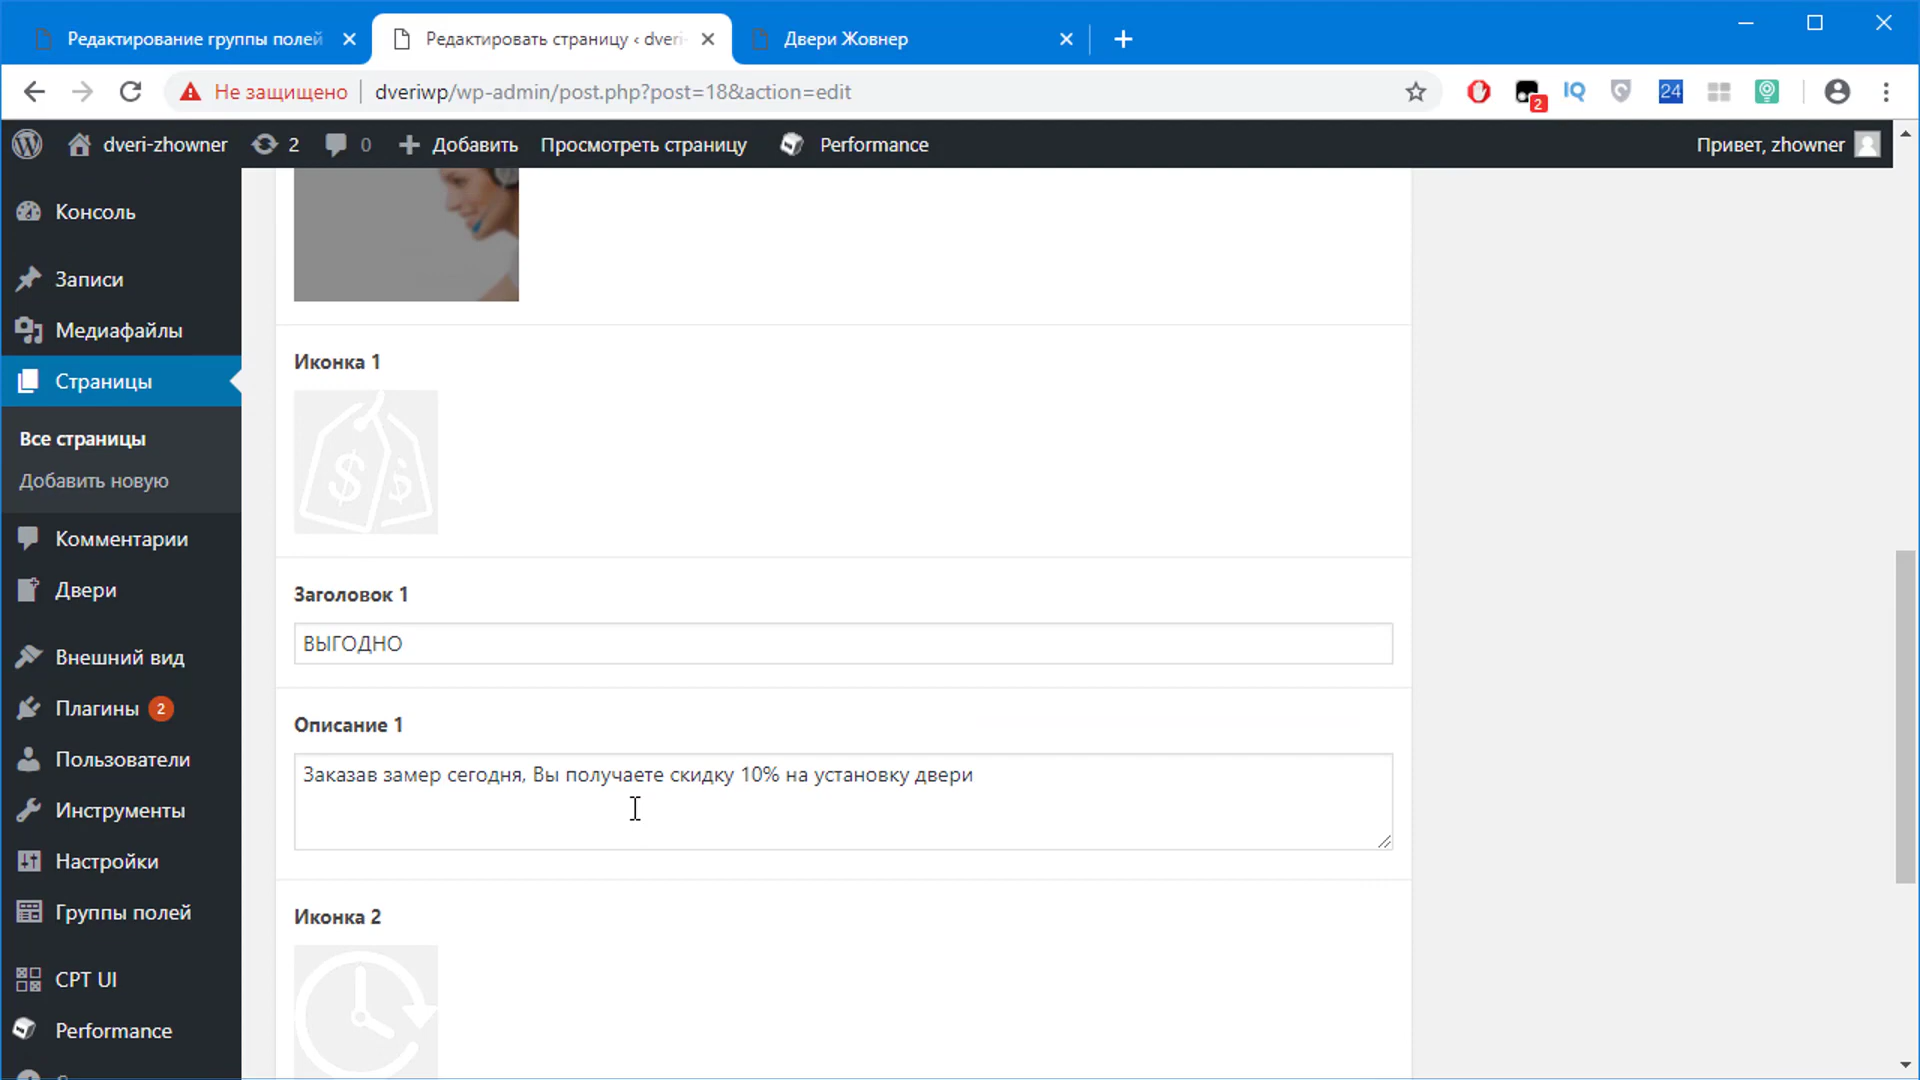 Редактирование группы полей
Редактировать страницу ‹ dveri-
Двери Жовнер
Не защищено
dveriwp/wp-admin/post.php?post=18&action=edit
2
24
dveri-zhowner
2
0
Добавить
Просмотреть страницу
Performance
Привет, zhowner
Консоль
Записи
Медиафайлы
Страницы
Все страницы
Добавить новую
Комментарии
Двери
Внешний вид
Плагины 2
Пользователи
Инструменты
Настройки
Группы полей
CPT UI
Performance
Иконка 1
Заголовок 1
ВЫГОДНО
Описание 1
Заказав замер сегодня, Вы получаете скидку 10% на установку двери
Иконка 2